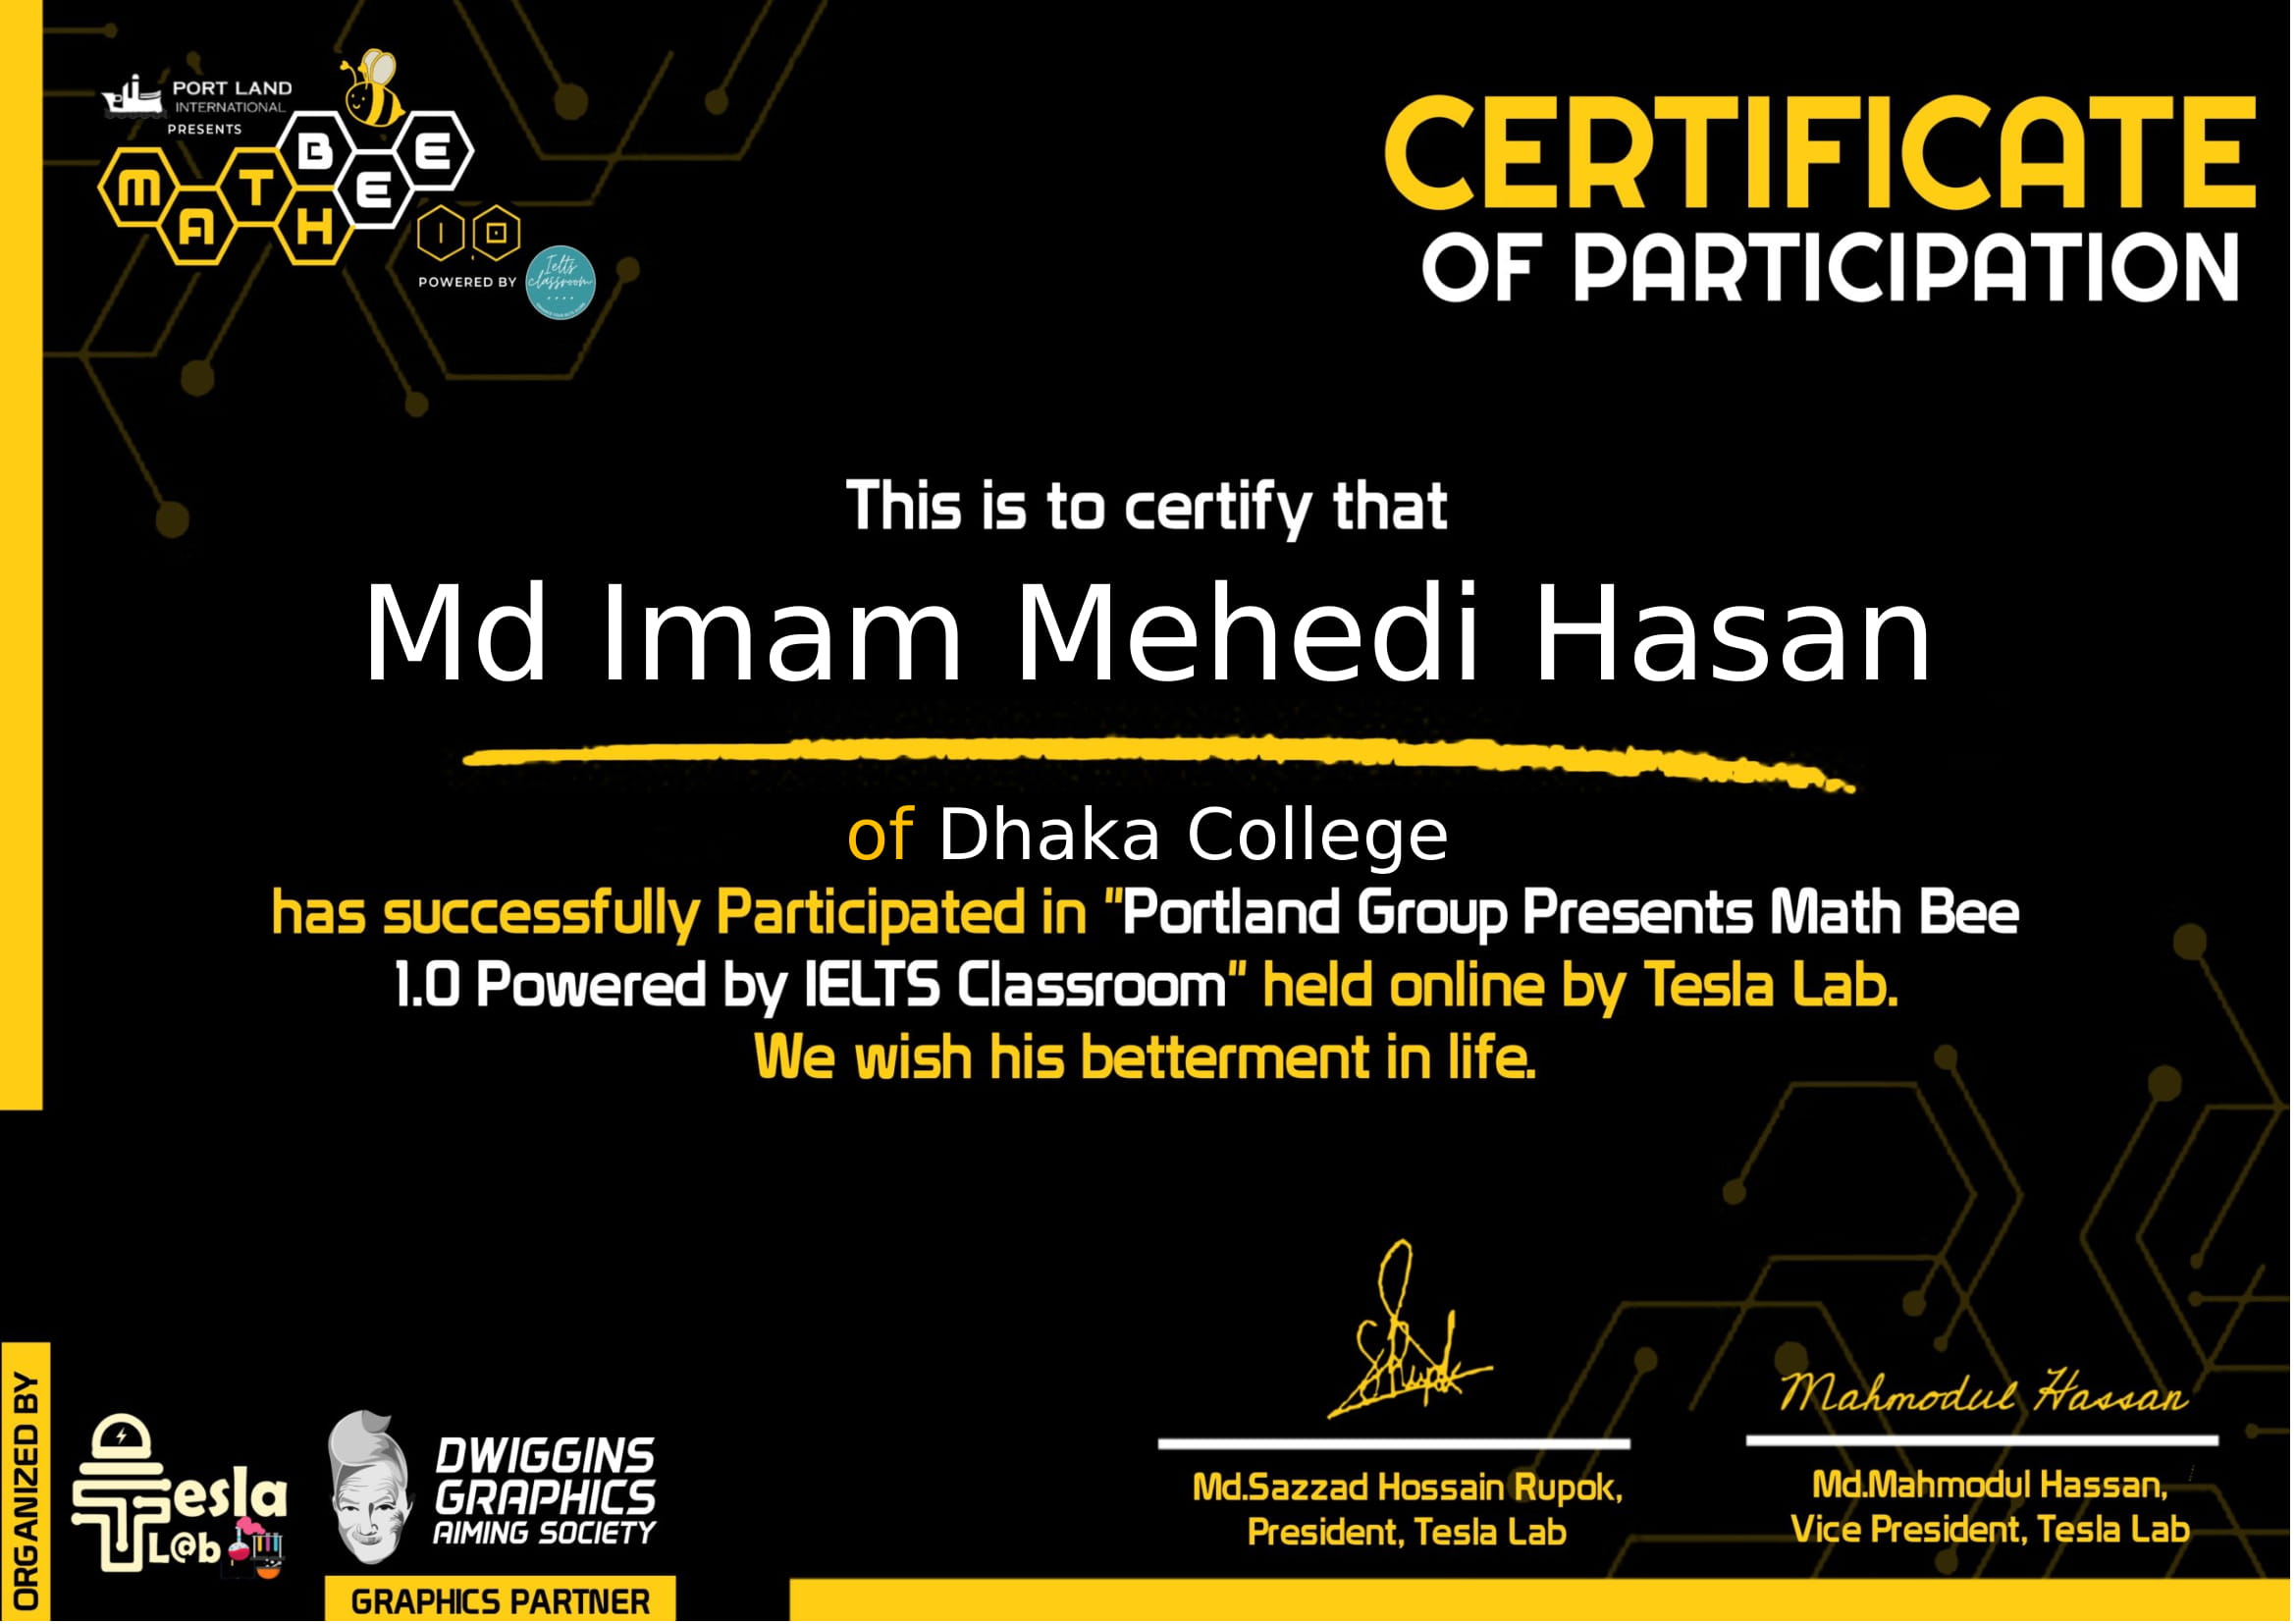 PORT LAND
INTERNATIONAL
PRESENTS
MATH BEE
1.0
POWERED BY
Ielts classroom
CERTIFICATE
OF PARTICIPATION
This is to certify that
Md Imam Mehedi Hasan
of Dhaka College
has successfully Participated in "Portland Group Presents Math Bee
1.0 Powered by IELTS Classroom" held online by Tesla Lab.
We wish his betterment in life.
ORGANIZED BY
Tesla
L@b
DWIGGINS
GRAPHICS
AIMING SOCIETY
GRAPHICS PARTNER
SRupok
Md.Sazzad Hossain Rupok,
President, Tesla Lab
Mahmodul Hassan
Md.Mahmodul Hassan,
Vice President, Tesla Lab